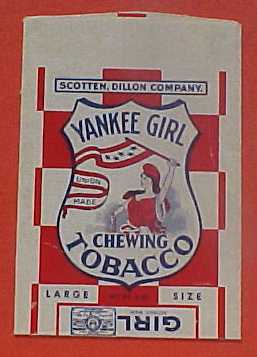 SCOTTEN, DILLON COMPANY.
YANKEE GIRL
UNION
MADE
CHEWING
TOBACCO
LARGE
SIZE
GIRL